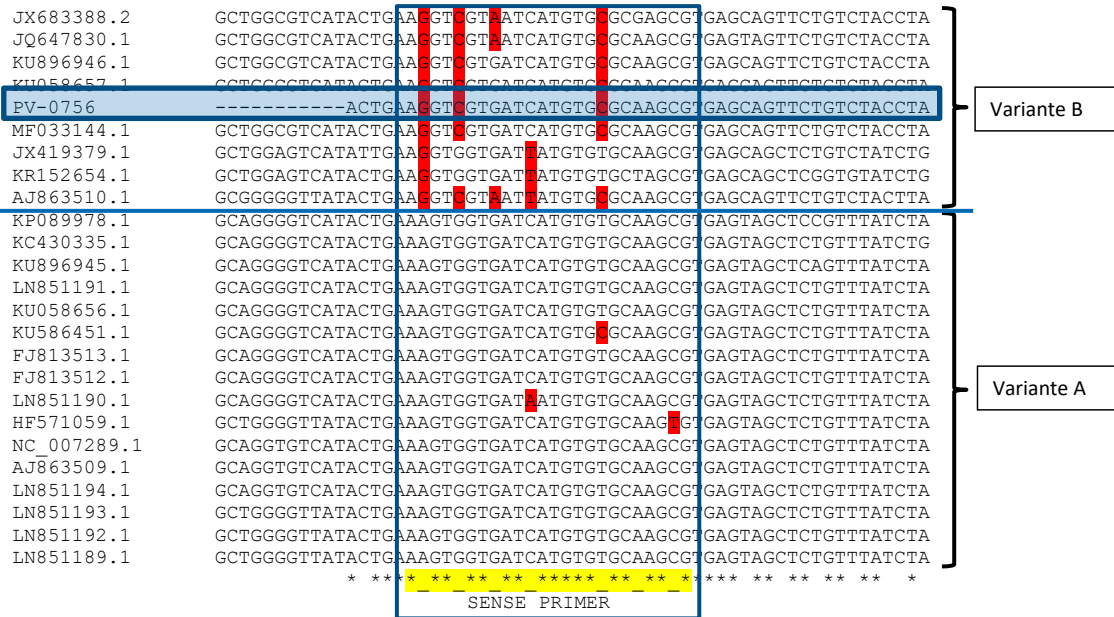 JX683388.2 GCTGGCGTCATACTGAAGGTCGTAATCATGTGCGCGAGCGTGAGCAGTTCTGTCTACCTA
JQ647830.1 GCTGGCGTCATACTGAAGGTCGTAATCATGTGCGCAAGCGTGAGTAGTTCTGTCTACCTA
KU896946.1 GCTGGCGTCATACTGAAGGTCGTGATCATGTGCGCAAGCGTGAGCAGTTCTGTCTACCTA
KU058657.1
PV-0756 -----------ACTGAAGGTCGTGATCATGTGCGCAAGCGTGAGCAGTTCTGTCTACCTA
Variante B
MF033144.1 GCTGGCGTCATACTGAAGGTCGTGATCATGTGCGCAAGCGTGAGCAGTTCTGTCTACCTA
JX419379.1 GCTGGAGTCATATTGAAGGTGGTGATTATGTGTGCAAGCGTGAGCAGCTCTGTCTATCTG
KR152654.1 GCTGGAGTCATACTGAAGGTGGTGATTATGTGTGCTAGCGTGAGCAGCTCGGTGTATCTG
AJ863510.1 GCGGGGGTTATACTGAAGGTCGTAATTATGTGCGCAAGCGTGAGCAGTTCTGTCTACTTA
KP089978.1 GCAGGGGTCATACTGAAAGTGGTGATCATGTGTGCAAGCGTGAGTAGCTCCGTTTATCTA
KC430335.1 GCAGGGGTCATACTGAAAGTGGTGATCATGTGTGCAAGCGTGAGTAGCTCTGTTTATCTG
KU896945.1 GCAGGGGTCATACTGAAAGTGGTGATCATGTGTGCAAGCGTGAGTAGCTCAGTTTATCTA
LN851191.1 GCAGGGGTCATACTGAAAGTGGTGATCATGTGTGCAAGCGTGAGTAGCTCTGTTTATCTA
KU058656.1 GCAGGGGTCATACTGAAAGTGGTGATCATGTGTGCAAGCGTGAGTAGCTCTGTTTATCTA
KU586451.1 GCAGGGGTCATACTGAAAGTGGTGATCATGTGCGCAAGCGTGAGTAGCTCTGTTTATCTA
FJ813513.1 GCAGGGGTCATACTGAAAGTGGTGATCATGTGTGCAAGCGTGAGTAGCTCTGTTTATCTA
FJ813512.1 GCAGGGGTCATACTGAAAGTGGTGATCATGTGTGCAAGCGTGAGTAGCTCTGTTTATCTA
Variante A
LN851190.1 GCAGGGGTCATACTGAAAGTGGTGATAATGTGTGCAAGCGTGAGTAGCTCTGTTTATCTA
HF571059.1 GCTGGGGTTATACTGAAAGTGGTGATCATGTGTGCAAGTGTGAGTAGCTCTGTTTATCTA
NC_007289.1 GCAGGTGTCATACTGAAAGTGGTGATCATGTGTGCAAGCGTGAGTAGCTCTGTTTATCTA
AJ863509.1 GCAGGTGTCATACTGAAAGTGGTGATCATGTGTGCAAGCGTGAGTAGCTCTGTTTATCTA
LN851194.1 GCAGGTGTCATACTGAAAGTGGTGATCATGTGTGCAAGCGTGAGTAGCTCTGTTTATCTA
LN851193.1 GCTGGGGTTATACTGAAAGTGGTGATCATGTGTGCAAGCGTGAGTAGCTCTGTTTATCTA
LN851192.1 GCTGGGGTTATACTGAAAGTGGTGATCATGTGTGCAAGCGTGAGTAGCTCTGTTTATCTA
LN851189.1 GCTGGGGTTATACTGAAAGTGGTGATCATGTGTGCAAGCGTGAGTAGCTCTGTTTATCTA
* ****_**_**_**_*****_**_**_***** ** ** ** ** *
SENSE PRIMER